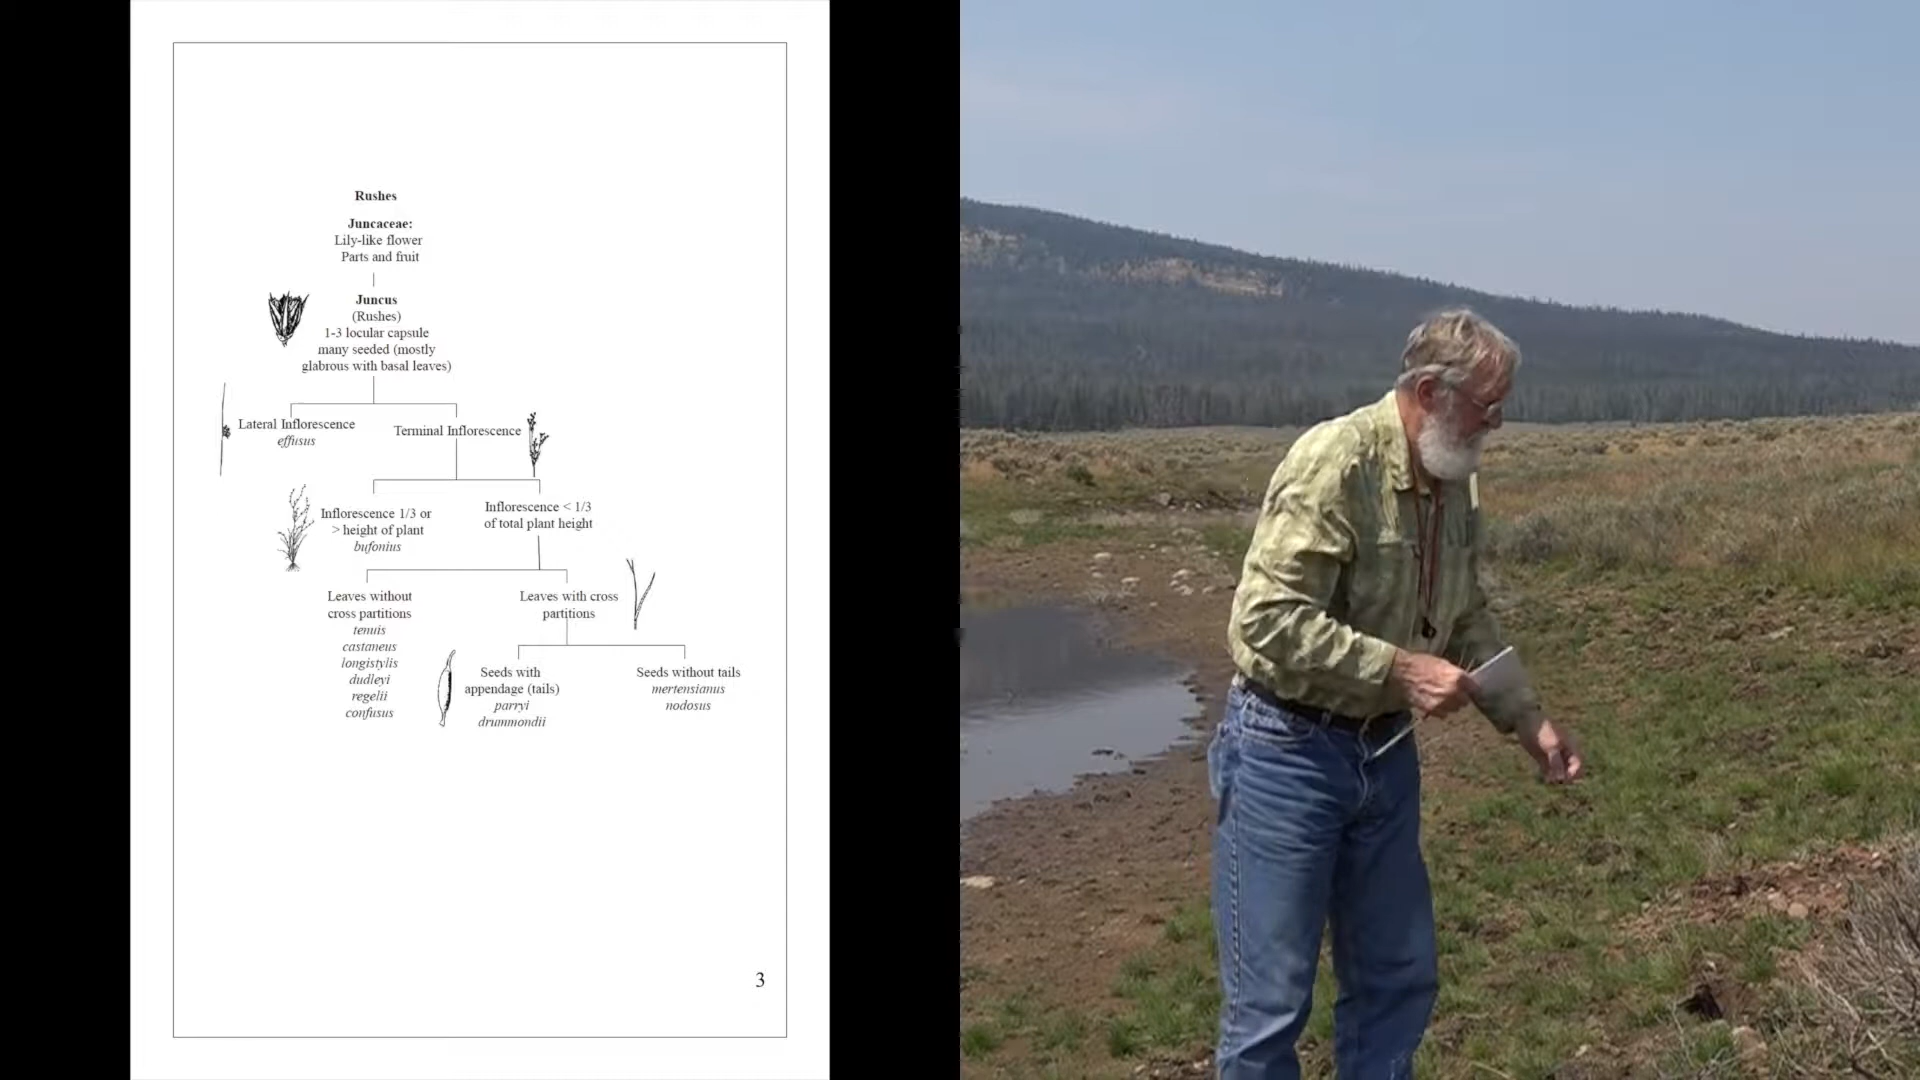 Rushes
Juncaceae:
Lily-like flower
Parts and fruit
Juncus
(Rushes)
1-3 locular capsule
many seeded (mostly
glabrous with basal leaves)
Lateral Inflorescence
effusus
Terminal Inflorescence
Inflorescence 1/3 or
> height of plant
bufonius
Inflorescence < 1/3
of total plant height
Leaves without
cross partitions
tenuis
castaneus
longistylis
dudleyi
regelii
confusus
Leaves with cross
partitions
Seeds with
appendage (tails)
parryi
drummondii
Seeds without tails
mertensianus
nodosus
3